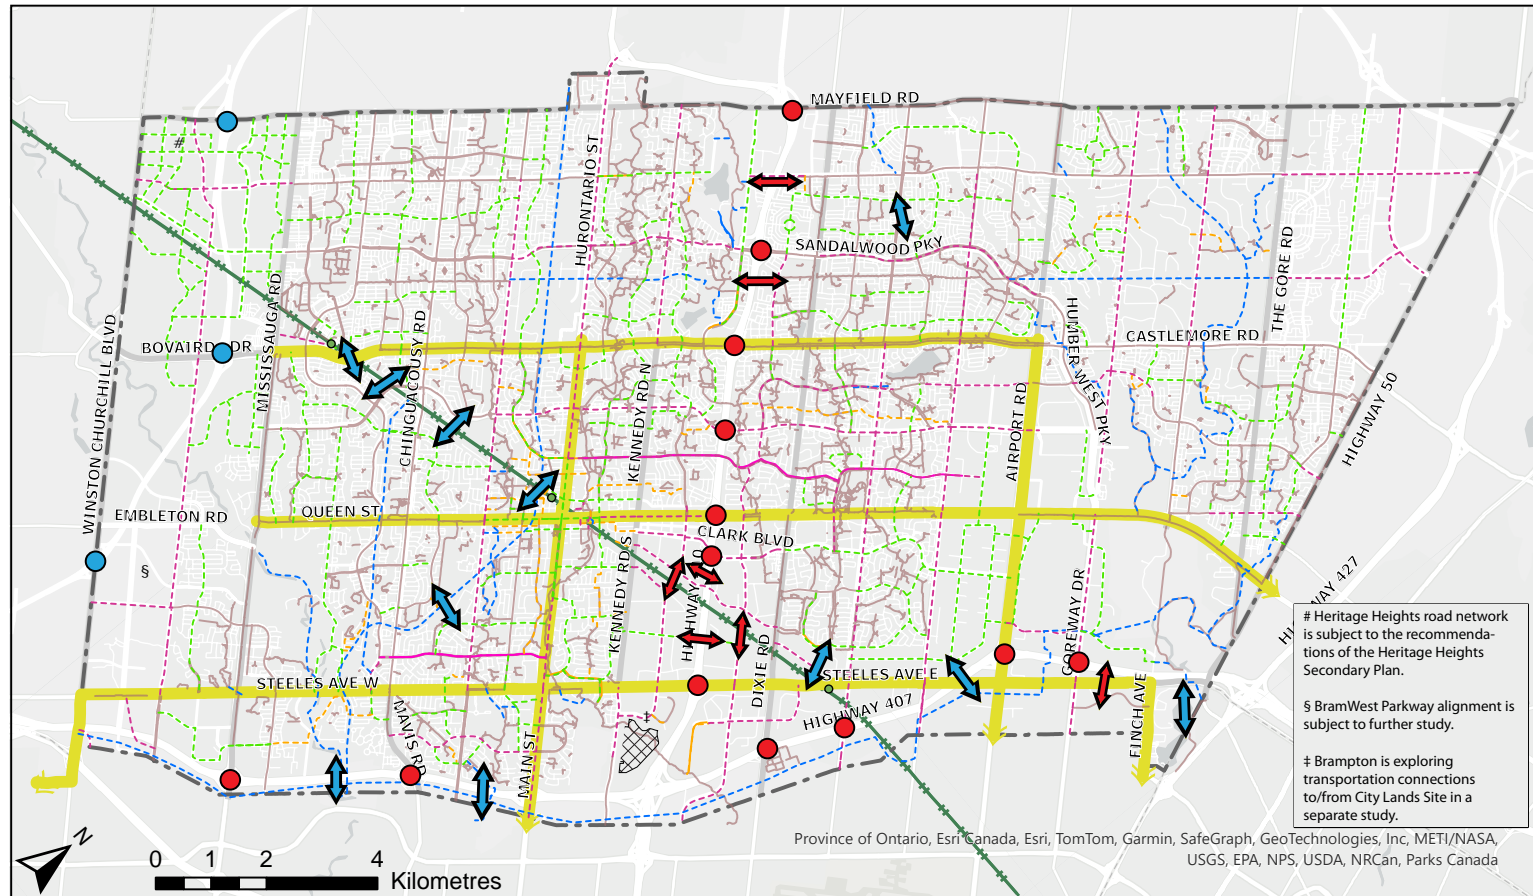 MAYFIELD RD
#
HURONTARIO ST
SANDALWOOD PKY
THE GORE RD
MISSISSAUGA RD
CHINGUACOUSY RD
HUMBER WEST PKY
CASTLEMORE RD
BOVAIRD DR
WINSTON CHURCHILL BLVD
KENNEDY RD N
AIRPORT RD
HIGHWAY 50
EMBLETON RD
QUEEN ST
CLARK BLVD
§
KENNEDY RD S
HIGHWAY 410
GOREWAY DR
HIGHWAY 427
DIXIE RD
STEELES AVE W
STEELES AVE E
HIGHWAY 407
FINCH AVE
MAVIS RD
MAIN ST
‡
# Heritage Heights road network
is subject to the recommenda-
tions of the Heritage Heights
Secondary Plan.
§ BramWest Parkway alignment is
subject to further study.
‡ Brampton is exploring
transportation connections
to/from City Lands Site in a
separate study.
Province of Ontario, Esri Canada, Esri, TomTom, Garmin, SafeGraph, GeoTechnologies, Inc, METI/NASA,
USGS, EPA, NPS, USDA, NRCan, Parks Canada
N
0 1 2 4
Kilometres